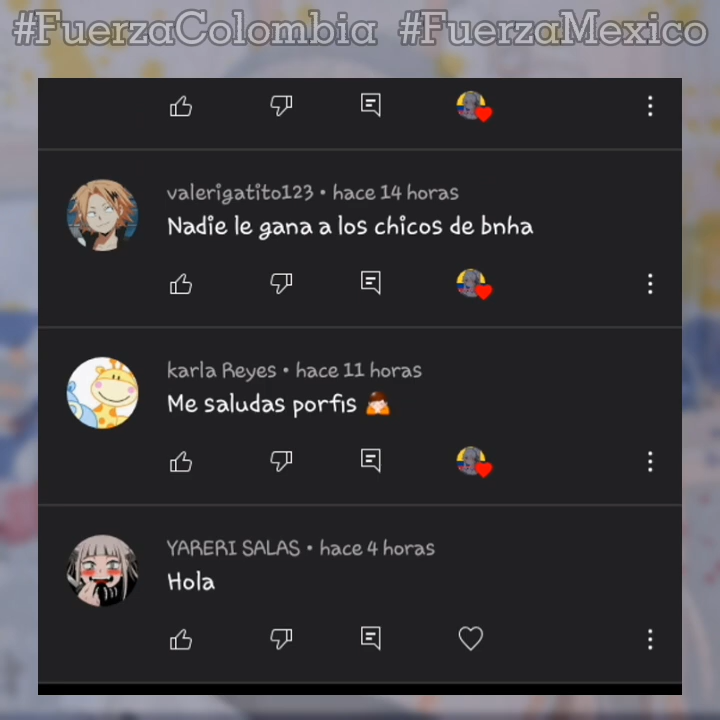 #FuerzaColombia #FuerzaMexico
valerigatito123 • hace 14 horas
Nadie le gana a los chicos de bnha
karla Reyes • hace 11 horas
Me saludas porfis 🙏
YARERI SALAS • hace 4 horas
Hola